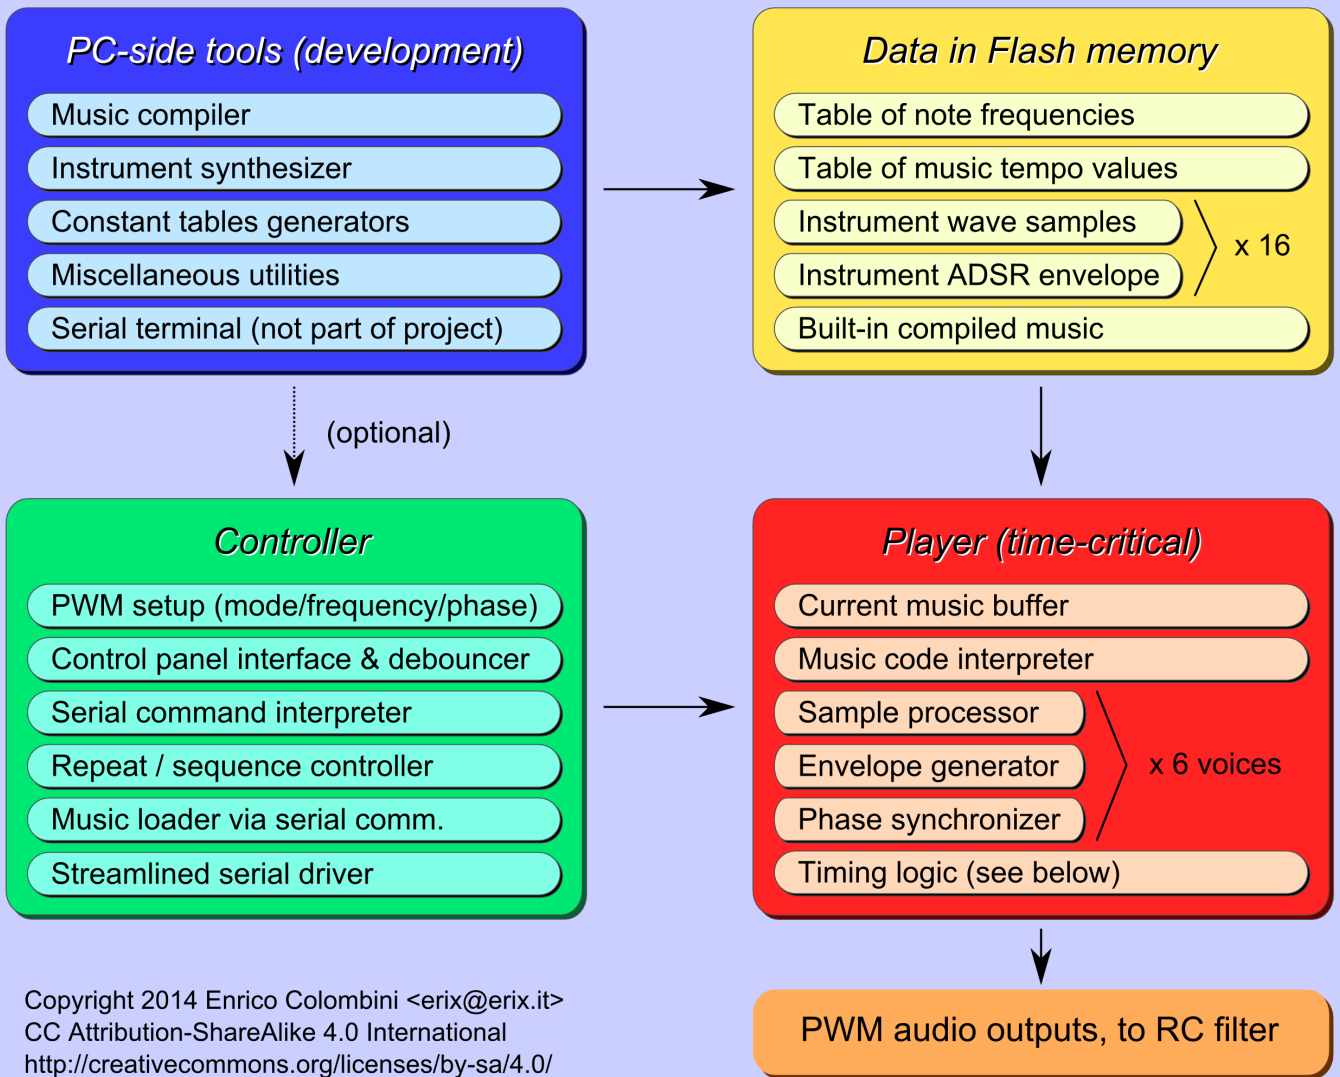 PC-side tools (development)
Music compiler
Instrument synthesizer
Constant tables generators
Miscellaneous utilities
Serial terminal (not part of project)
Data in Flash memory
Table of note frequencies
Table of music tempo values
Instrument wave samples
Instrument ADSR envelope
x 16
Built-in compiled music
(optional)
Controller
PWM setup (mode/frequency/phase)
Control panel interface & debouncer
Serial command interpreter
Repeat / sequence controller
Music loader via serial comm.
Streamlined serial driver
Player (time-critical)
Current music buffer
Music code interpreter
Sample processor
Envelope generator
Phase synchronizer
x 6 voices
Timing logic (see below)
PWM audio outputs, to RC filter
Copyright 2014 Enrico Colombini <erix@erix.it>
CC Attribution-ShareAlike 4.0 International
http://creativecommons.org/licenses/by-sa/4.0/